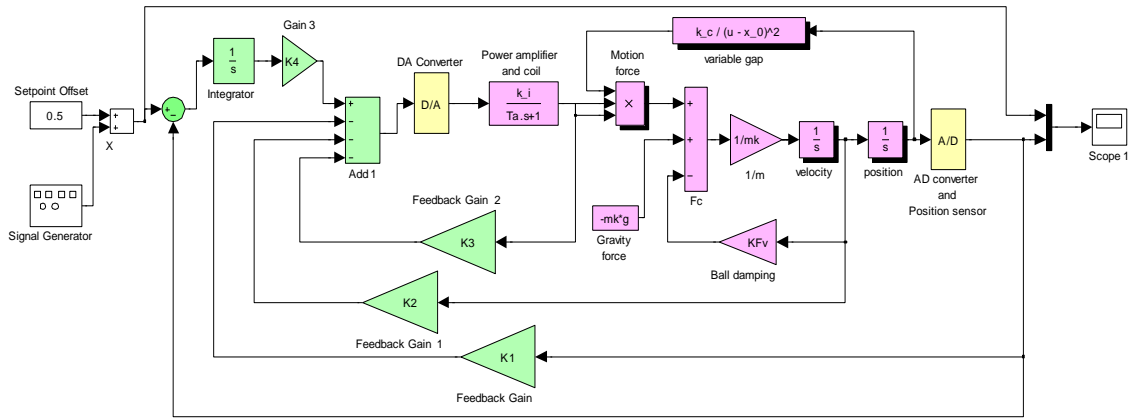 k_c / (u - x_0)^2
variable gap
Gain 3
K4
1
s
Integrator
DA Converter
D/A
Power amplifier
and coil
k_i
Ta.s+1
Motion
force
×
Setpoint Offset
0.5
+
+
X
+
−
+
−
−
−
Add1
+
+
−
Fc
1/mk
1/m
1
s
velocity
1
s
position
A/D
AD converter
and
Position sensor
Scope 1
Signal Generator
Feedback Gain 2
K3
-mk*g
Gravity
force
KFv
Ball damping
K2
Feedback Gain 1
K1
Feedback Gain